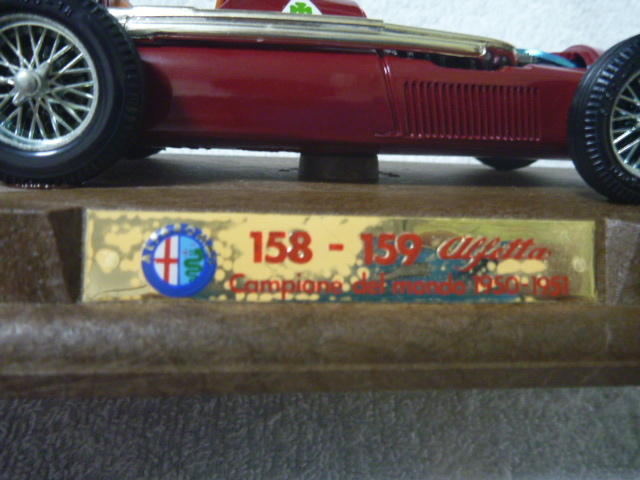 158 - 159 Alfetta
Campione del mondo 1950-1951